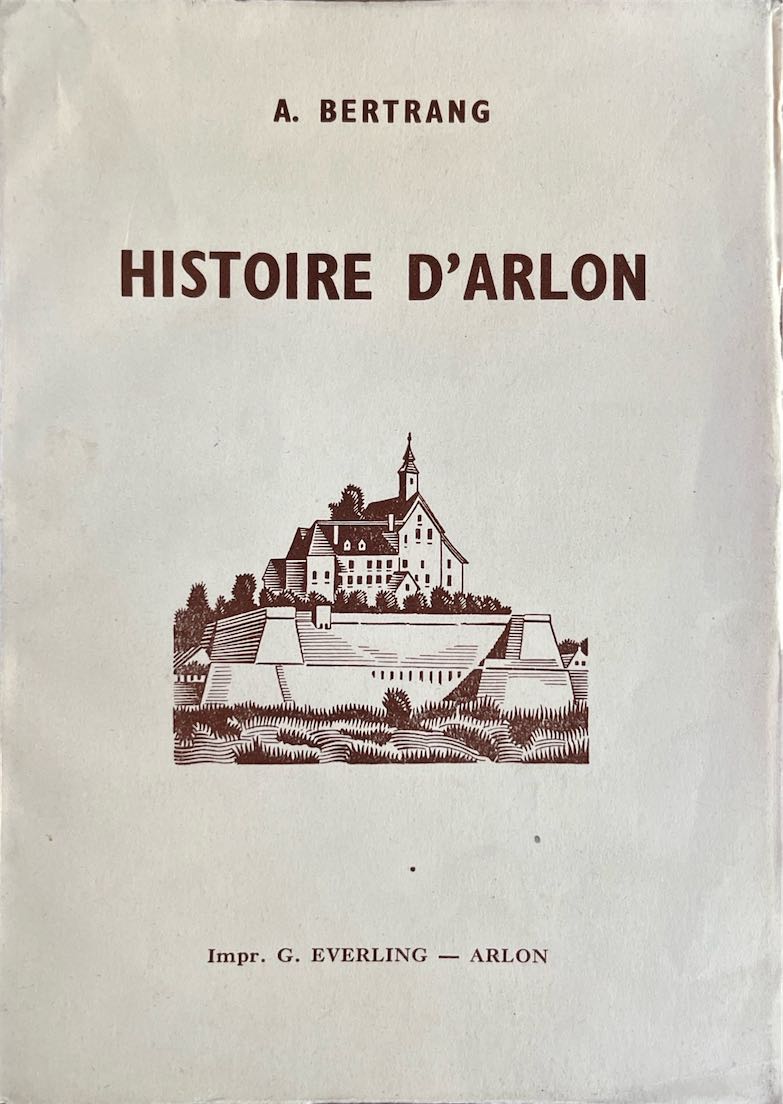 A. BERTRANG
HISTOIRE D’ARLON
Impr. G. EVERLING — ARLON